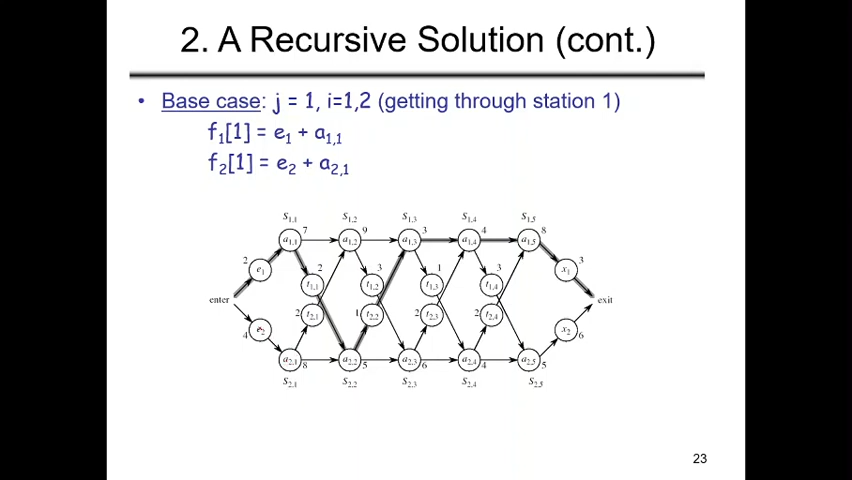 2. A Recursive Solution (cont.)
• Base case: j = 1, i=1,2 (getting through station 1)
f₁[1] = e₁ + a₁,₁
f₂[1] = e₂ + a₂,₁
S₁,₁ S₁,₂ S₁,₃ S₁,₄ S₁,₅
7 9 3 4 8
a₁,₁ a₁,₂ a₁,₃ a₁,₄ a₁,₅
2 e₁ 2 3 1 3 x₁ 3
t₁,₁ t₁,₂ t₁,₃ t₁,₄
enter exit
2 t₂,₁ 1 t₂,₂ 2 t₂,₃ 2 t₂,₄
4 e₂ x₂ 6
a₂,₁ 8 a₂,₂ 5 a₂,₃ 6 a₂,₄ 4 a₂,₅ 5
S₂,₁ S₂,₂ S₂,₃ S₂,₄ S₂,₅
23